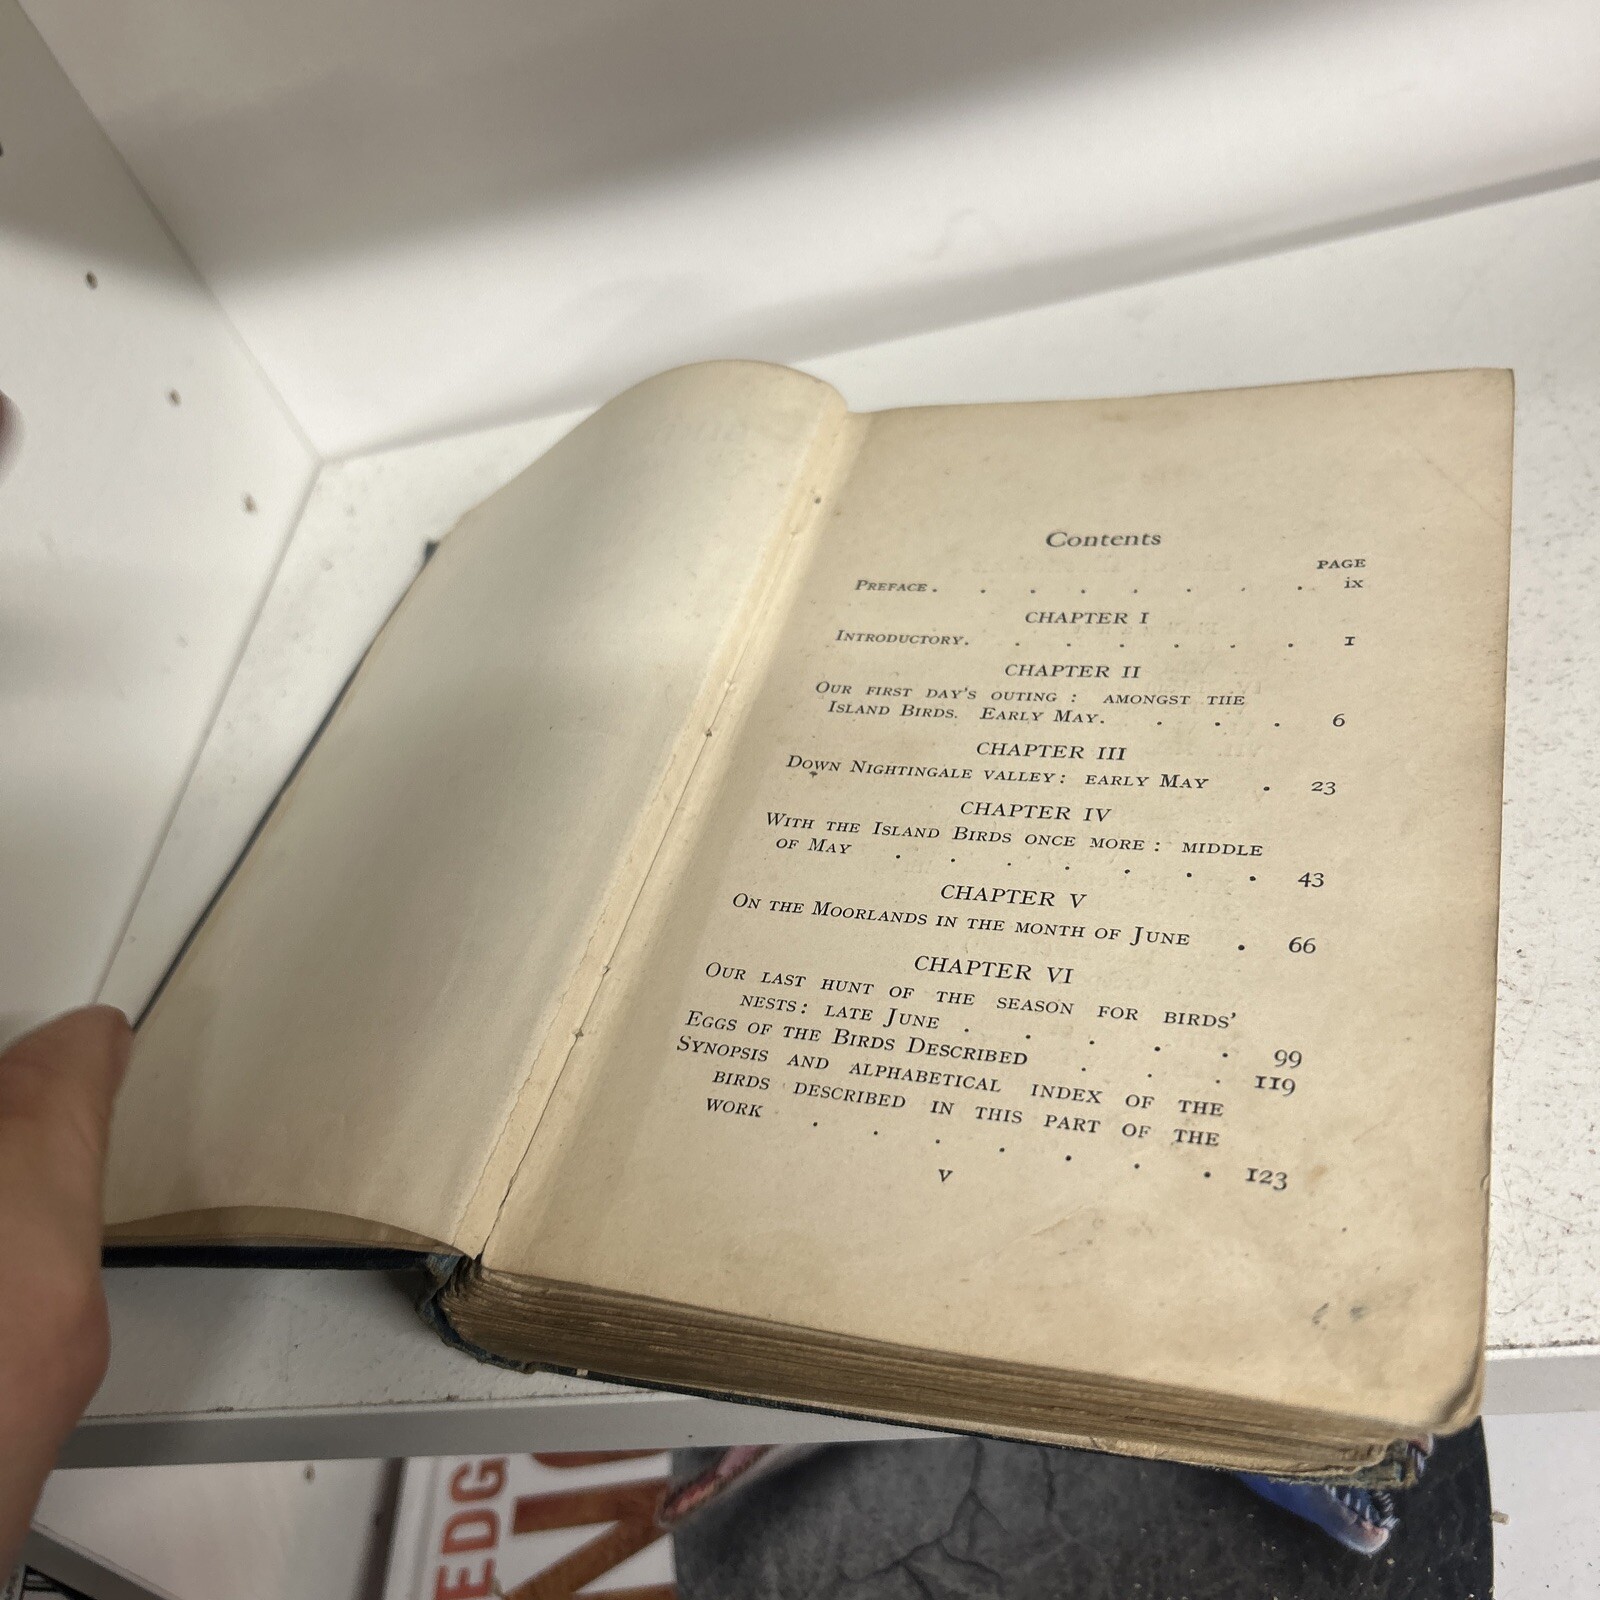 Contents
PAGE
PREFACE . . . . . . . . ix
CHAPTER I
INTRODUCTORY. . . . . . . 1
CHAPTER II
OUR FIRST DAY'S OUTING : AMONGST THE
ISLAND BIRDS. EARLY MAY. . . . 6
CHAPTER III
DOWN NIGHTINGALE VALLEY : EARLY MAY . 23
CHAPTER IV
WITH THE ISLAND BIRDS ONCE MORE : MIDDLE
OF MAY . . . . . . . 43
CHAPTER V
ON THE MOORLANDS IN THE MONTH OF JUNE . 66
CHAPTER VI
OUR LAST HUNT OF THE SEASON FOR BIRDS'
NESTS : LATE JUNE . . . . . 99
EGGS OF THE BIRDS DESCRIBED . . . 119
SYNOPSIS AND ALPHABETICAL INDEX OF THE
BIRDS DESCRIBED IN THIS PART OF THE
WORK . . . . . . . 123
v
EDG